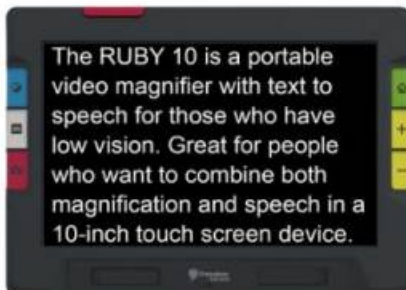 The RUBY 10 is a portable
video magnifier with text to
speech for those who have
low vision. Great for people
who want to combine both
magnification and speech in a
10-inch touch screen device.